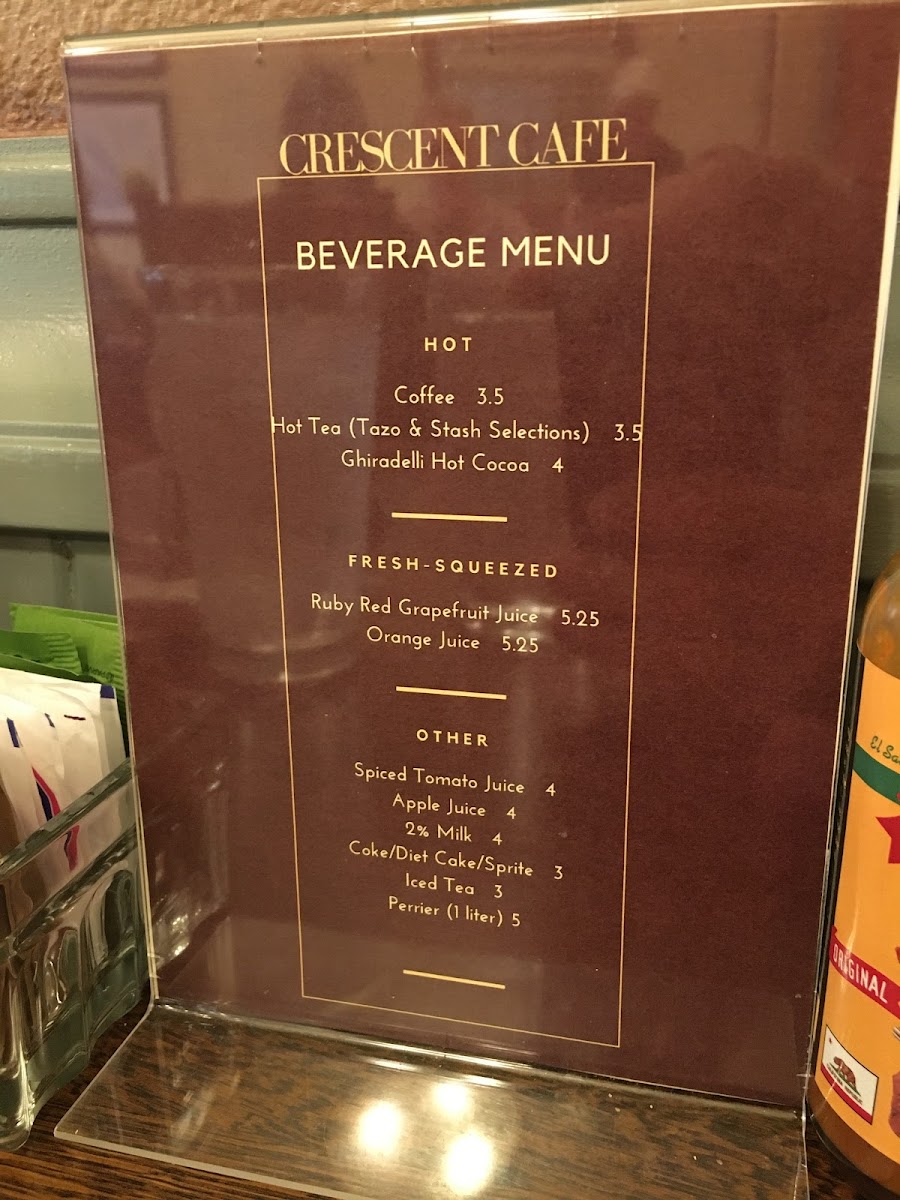 CRESCENT CAFE
BEVERAGE MENU
HOT
Coffee 3.5
Hot Tea (Tazo & Stash Selections) 3.5
Ghiradelli Hot Cocoa 4
FRESH-SQUEEZED
Ruby Red Grapefruit Juice 5.25
Orange Juice 5.25
OTHER
Spiced Tomato Juice 4
Apple Juice 4
2% Milk 4
Coke/Diet Cake/Sprite 3
Iced Tea 3
Perrier (1 liter) 5
El
ORIGINAL